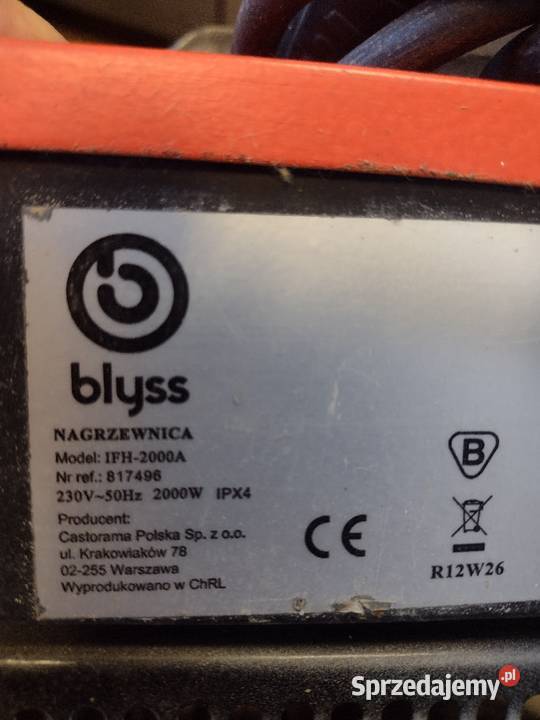 blyss
NAGRZEWNICA
Model: IFH-2000A
Nr ref.: 817496
230V~50Hz 2000W IPX4
Producent:
Castorama Polska Sp. z o.o.
ul. Krakowiaków 78
02-255 Warszawa
Wyprodukowano w ChRL
B
CE
R12W26
Sprzedajemy.pl